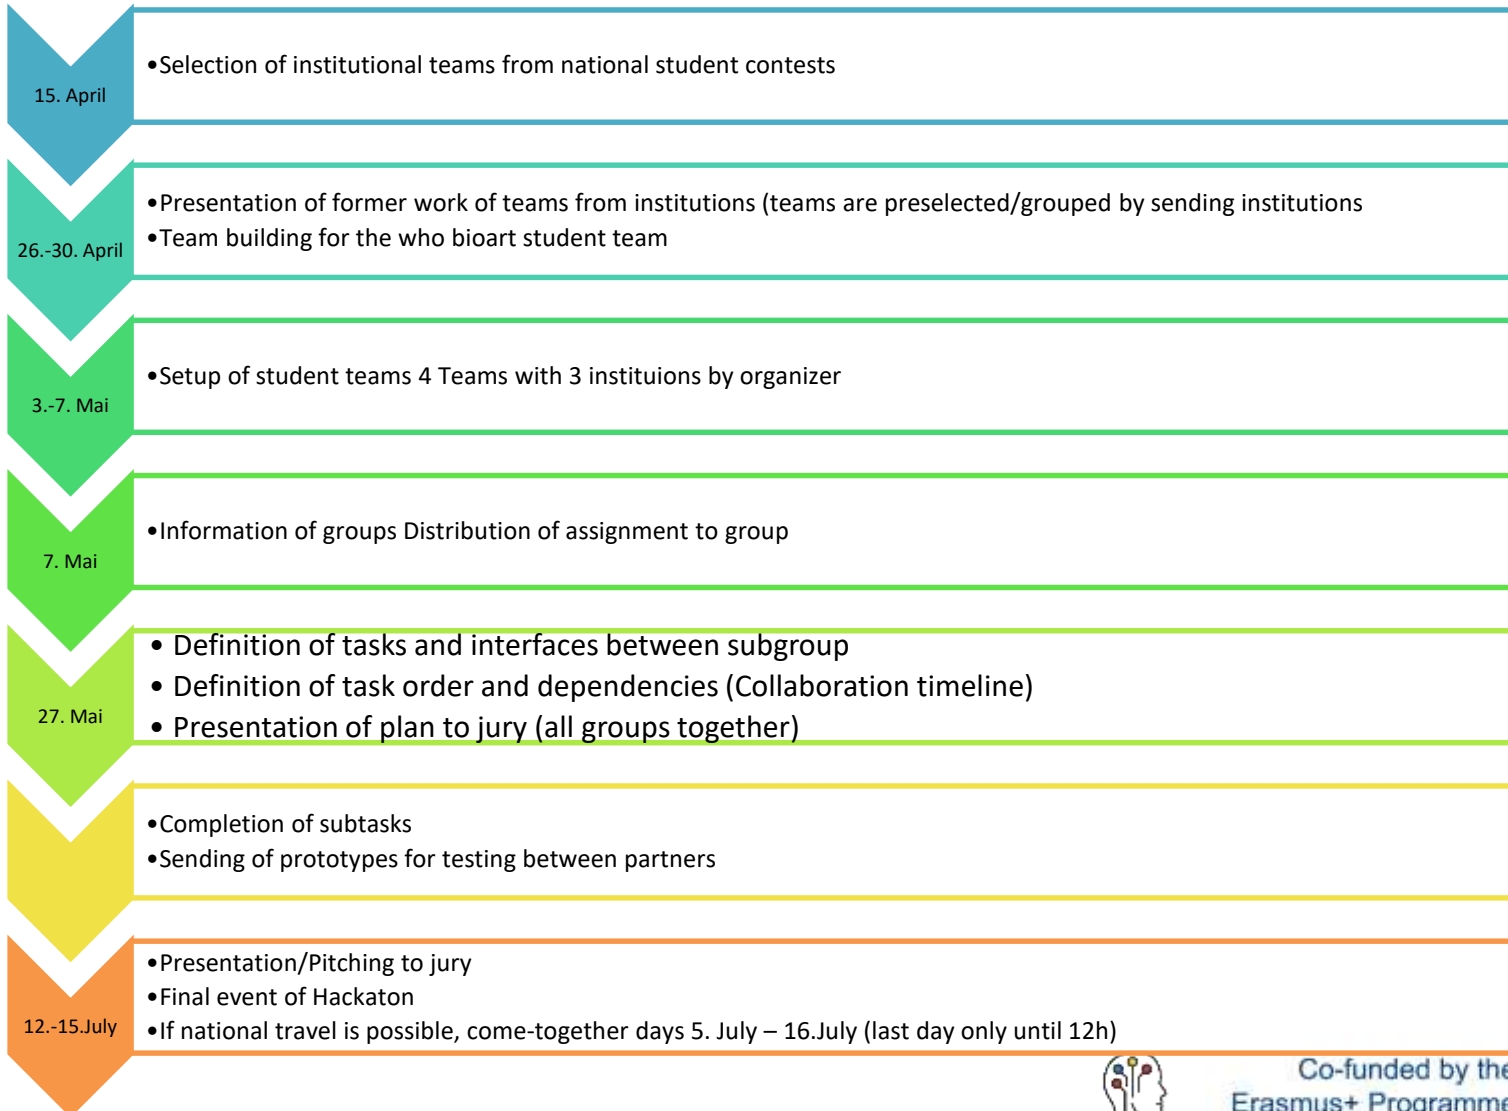 15. April
•Selection of institutional teams from national student contests
26.-30. April
•Presentation of former work of teams from institutions (teams are preselected/grouped by sending institutions
•Team building for the who bioart student team
3.-7. Mai
•Setup of student teams 4 Teams with 3 instituions by organizer
7. Mai
•Information of groups Distribution of assignment to group
27. Mai
• Definition of tasks and interfaces between subgroup
• Definition of task order and dependencies (Collaboration timeline)
• Presentation of plan to jury (all groups together)
•Completion of subtasks
•Sending of prototypes for testing between partners
12.-15.July
•Presentation/Pitching to jury
•Final event of Hackaton
•If national travel is possible, come-together days 5. July – 16.July (last day only until 12h)
Co-funded by the
Erasmus+ Programme